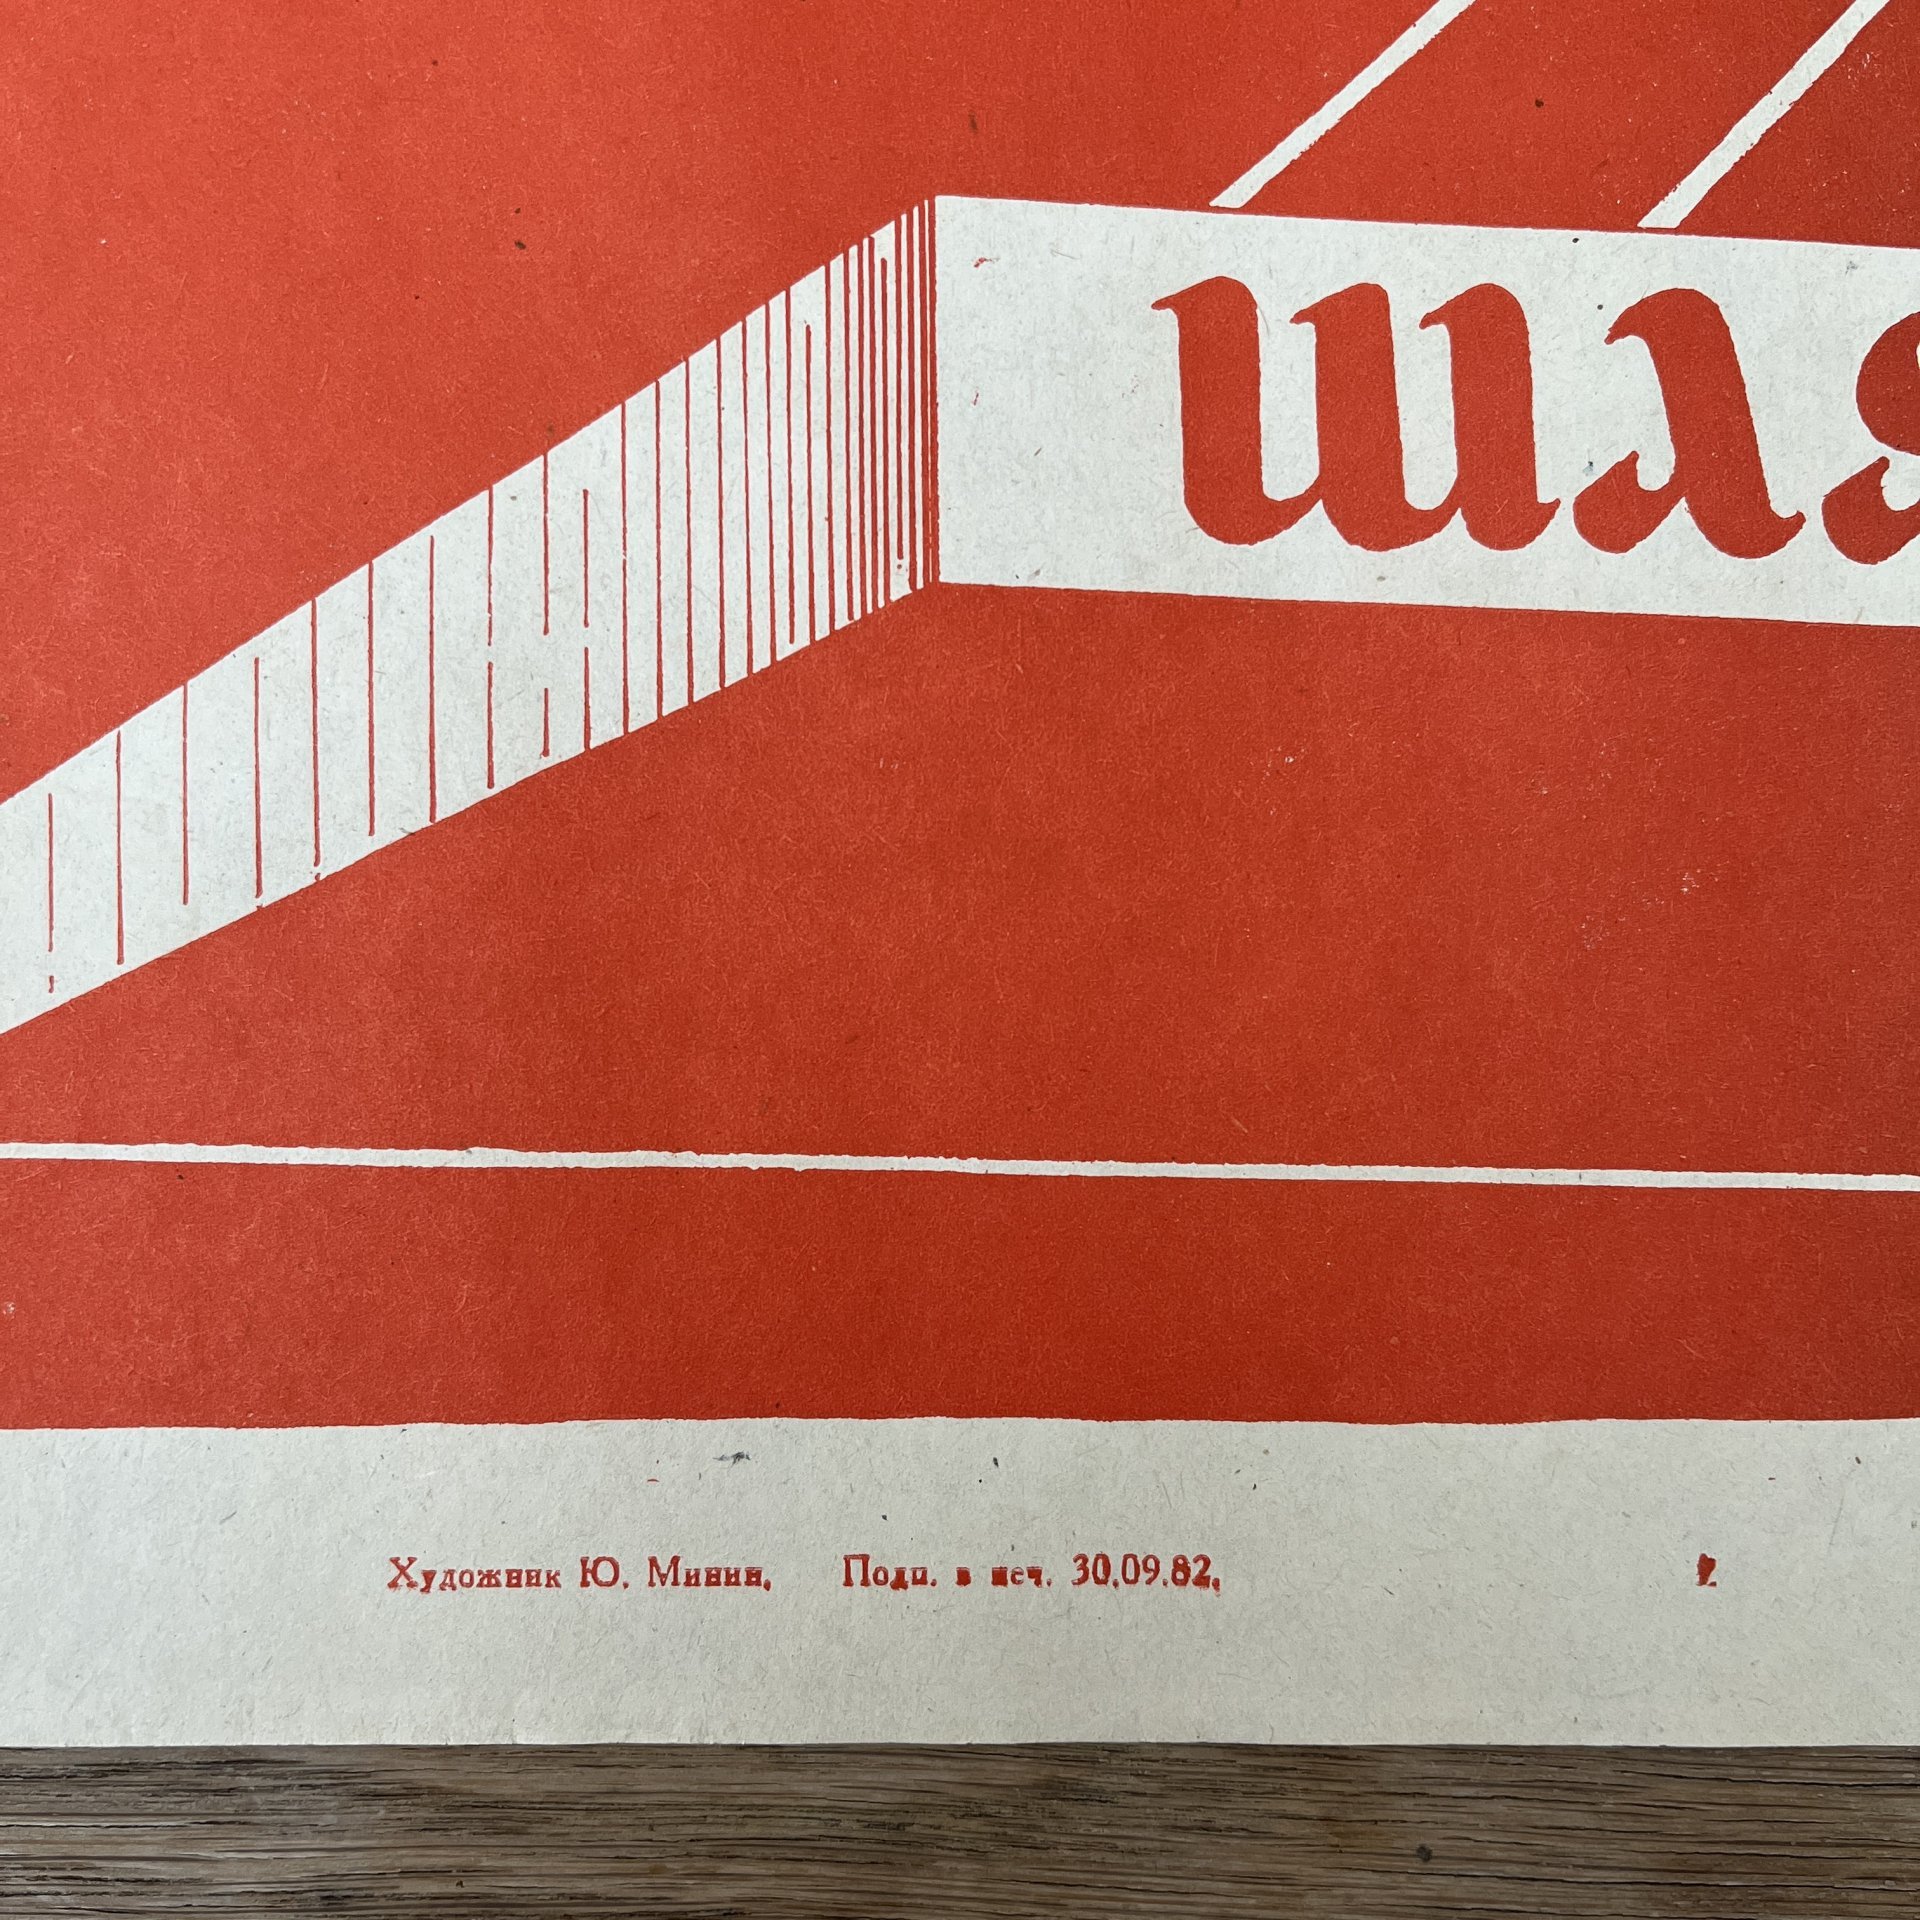 шля
Художник Ю. Минин. Подп. в печ. 30.09.82.